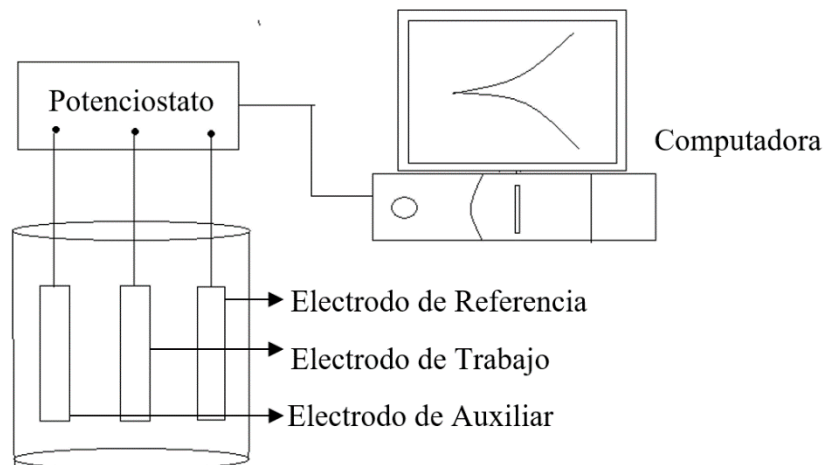 Potenciostato
Computadora
Electrodo de Referencia
Electrodo de Trabajo
Electrodo de Auxiliar